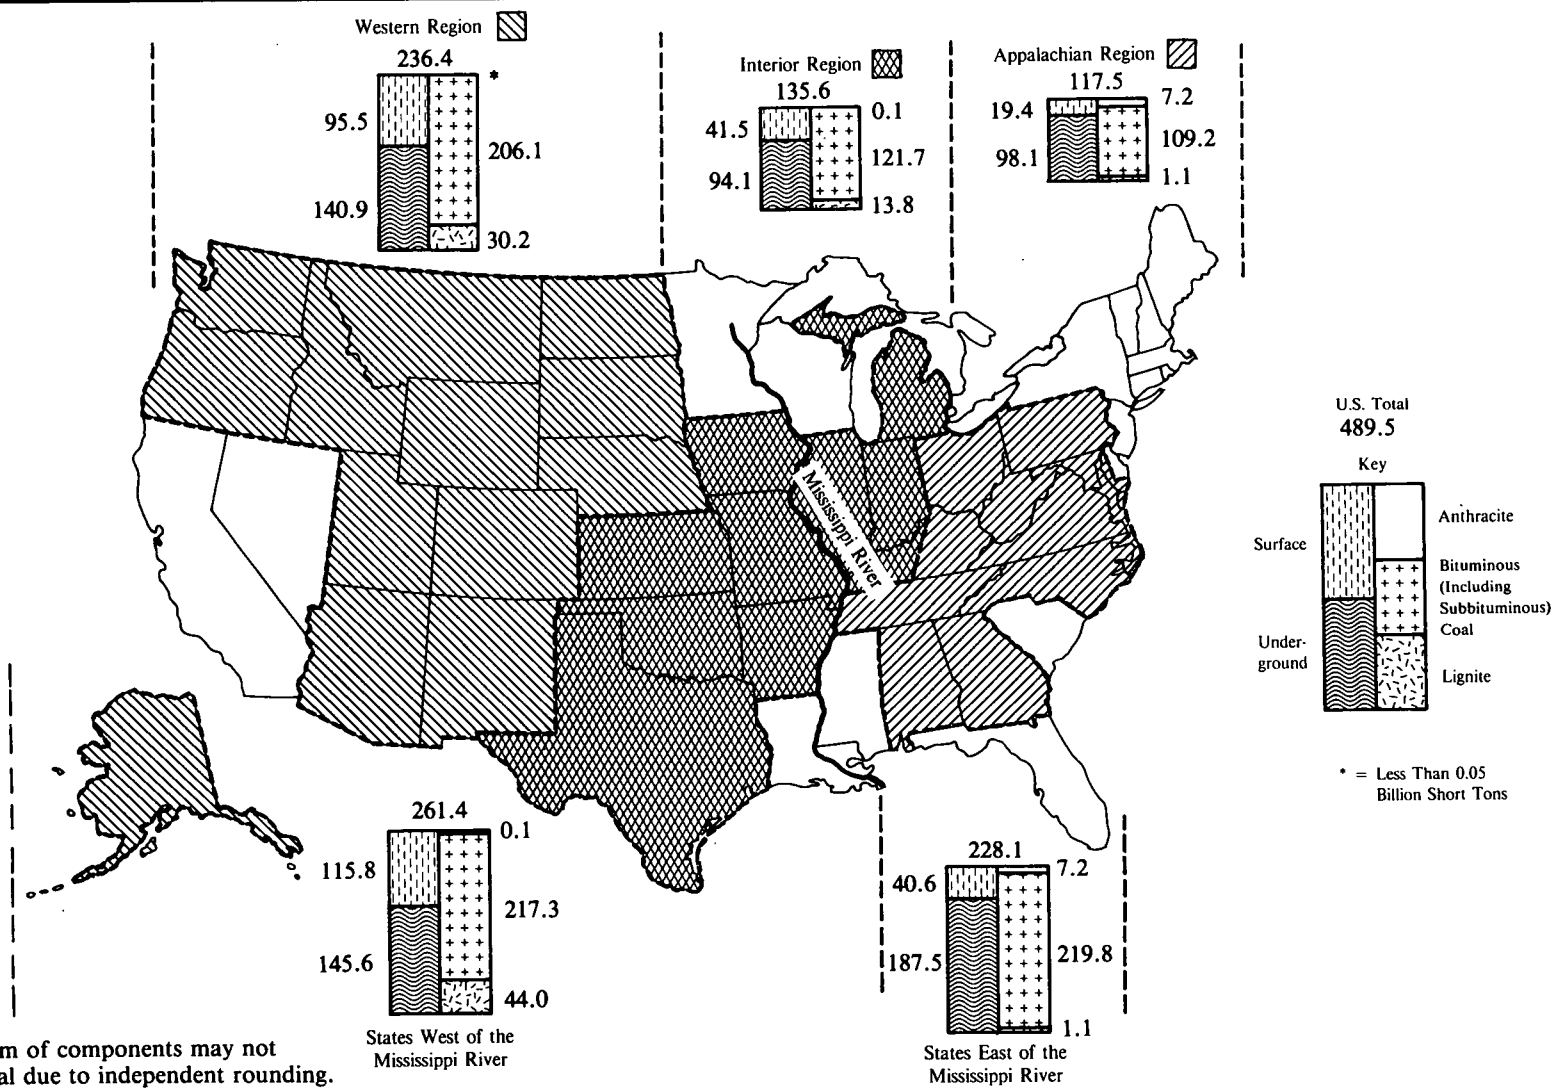 Western Region
236.4
*
95.5
206.1
140.9
30.2
Interior Region
135.6
0.1
41.5
121.7
94.1
13.8
Appalachian Region
117.5
7.2
19.4
109.2
98.1
1.1
Mississippi River
U.S. Total
489.5
Key
Anthracite
Surface
Bituminous
(Including
Subbituminous)
Coal
Under-
ground
Lignite
* = Less Than 0.05
Billion Short Tons
261.4
0.1
115.8
217.3
145.6
44.0
States West of the
Mississippi River
228.1
7.2
40.6
187.5
219.8
1.1
States East of the
Mississippi River
m of components may not
al due to independent rounding.